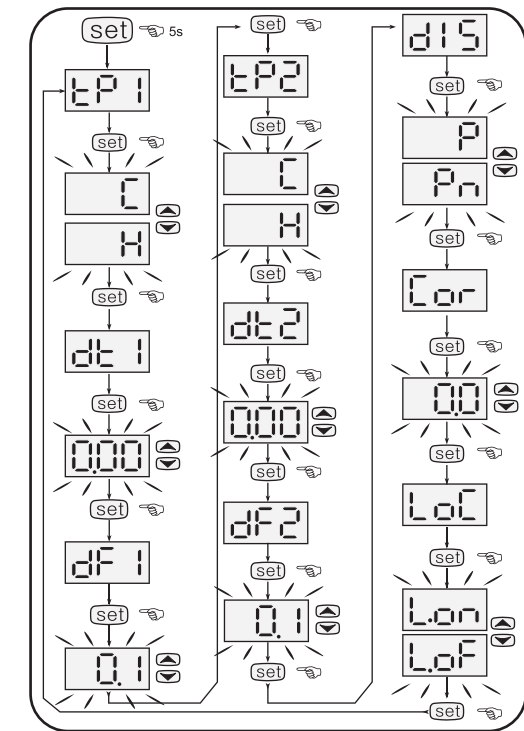 set 5s
tP1
set
C
H
set
dt1
set
0.00
set
dF1
set
0.1
set
tP2
set
C
H
set
dt2
set
0.00
set
dF2
set
0.1
set
dIS
set
P
Pn
set
Cor
set
0.0
set
LoC
set
L.on
L.oF
set